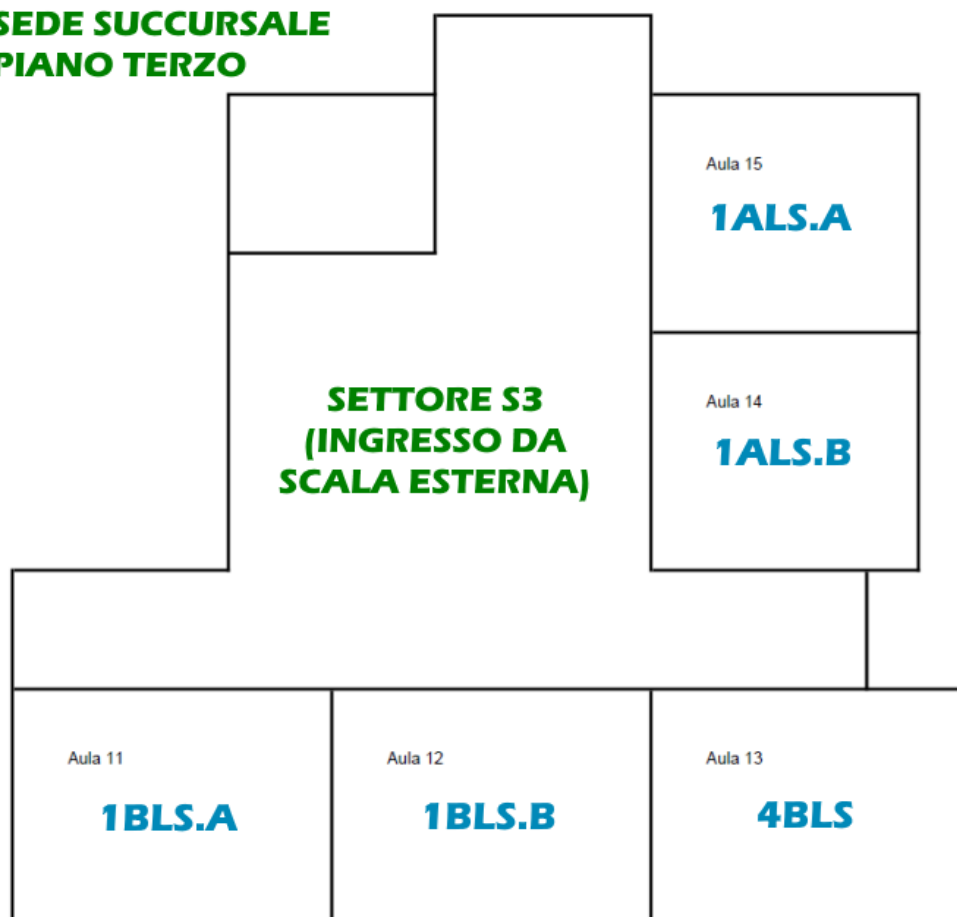 SEDE SUCCURSALE
PIANO TERZO
Aula 15
1ALS.A
SETTORE S3
(INGRESSO DA
SCALA ESTERNA)
Aula 14
1ALS.B
Aula 11
1BLS.A
Aula 12
1BLS.B
Aula 13
4BLS